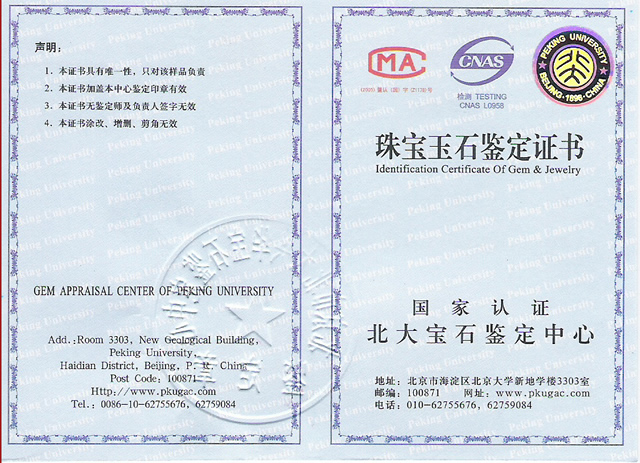 声明：
1．本证书具有唯一性，只对该样品负责
2．本证书加盖本中心鉴定印章有效
3．本证书无鉴定师及负责人签字无效
4．本证书涂改、增删、剪角无效
GEM APPRAISAL CENTER OF PEKING UNIVERSITY
Add.:Room 3303, New Geological Building,
Peking University,
Haidian District, Beijing, P. R. China
Post Code: 100871
Http://www.pkugac.com
Tel.: 0086-10-62755676, 62759084
CMA
CNAS
检测 TESTING
CNAS L0958
PEKING UNIVERSITY
BEIJING·1898·CHINA
珠宝玉石鉴定证书
Identification Certificate Of Gem & Jewelry
国家认证
北大宝石鉴定中心
地址: 北京市海淀区北京大学新地学楼3303室
邮编: 100871 网址: www.pkugac.com
电话: 010-62755676, 62759084
Peking University